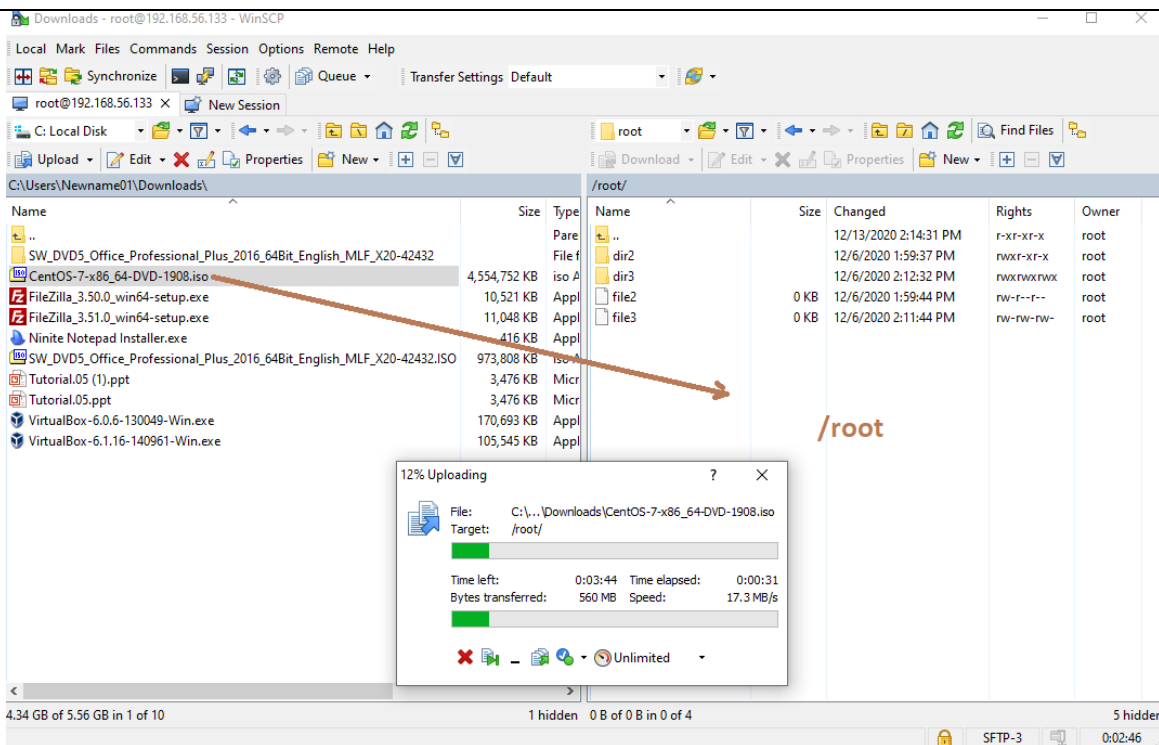 Downloads - root@192.168.56.133 - WinSCP
Local Mark Files Commands Session Options Remote Help
Synchronize Queue Transfer Settings Default
root@192.168.56.133 New Session
C: Local Disk root Find Files
Upload Edit Properties New Download Edit Properties New
C:\Users\Newname01\Downloads\ /root/
Name Size Type Name Size Changed Rights Owner
.. Pare .. 12/13/2020 2:14:31 PM r-xr-xr-x root
SW_DVD5_Office_Professional_Plus_2016_64Bit_English_MLF_X20-42432 File f dir2 12/6/2020 1:59:37 PM rwxr-xr-x root
ISO CentOS-7-x86_64-DVD-1908.iso 4,554,752 KB iso A dir3 12/6/2020 2:12:32 PM rwxrwxrwx root
FileZilla_3.50.0_win64-setup.exe 10,521 KB Appl file2 0 KB 12/6/2020 1:59:44 PM rw-r--r-- root
FileZilla_3.51.0_win64-setup.exe 11,048 KB Appl file3 0 KB 12/6/2020 2:11:44 PM rw-rw-rw- root
Ninite Notepad Installer.exe 416 KB Appl
ISO SW_DVD5_Office_Professional_Plus_2016_64Bit_English_MLF_X20-42432.ISO 973,808 KB iso A
Tutorial.05 (1).ppt 3,476 KB Micr
Tutorial.05.ppt 3,476 KB Micr
VirtualBox-6.0.6-130049-Win.exe 170,693 KB Appl
VirtualBox-6.1.16-140961-Win.exe 105,545 KB Appl
/root
12% Uploading ?
File: C:\...\Downloads\CentOS-7-x86_64-DVD-1908.iso
Target: /root/
Time left: 0:03:44 Time elapsed: 0:00:31
Bytes transferred: 560 MB Speed: 17.3 MB/s
Unlimited
4.34 GB of 5.56 GB in 1 of 10 1 hidden 0 B of 0 B in 0 of 4 5 hidden
SFTP-3 0:02:46